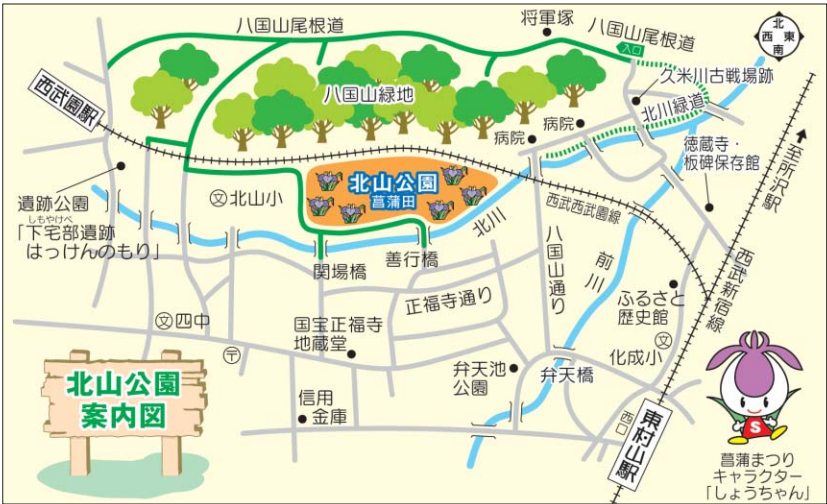 八国山尾根道
将軍塚
八国山尾根道
入口
北
西 東
南
久米川古戦場跡
西武園駅
八国山緑地
病院
病院
北川緑道
徳蔵寺・
板碑保存館
至所沢駅
遺跡公園
しもやけべ
「下宅部遺跡
はっけんのもり」
文 北山小
北山公園
菖蒲田
北川
西武西武園線
西武新宿線
関場橋
善行橋
八国山通り
前川
正福寺通り
ふるさと
歴史館
文 四中
〒
国宝正福寺
地蔵堂
文
化成小
弁天池
公園
弁天橋
信用
金庫
西口
東村山駅
北山公園
案内図
S
菖蒲まつり
キャラクター
「しょうちゃん」